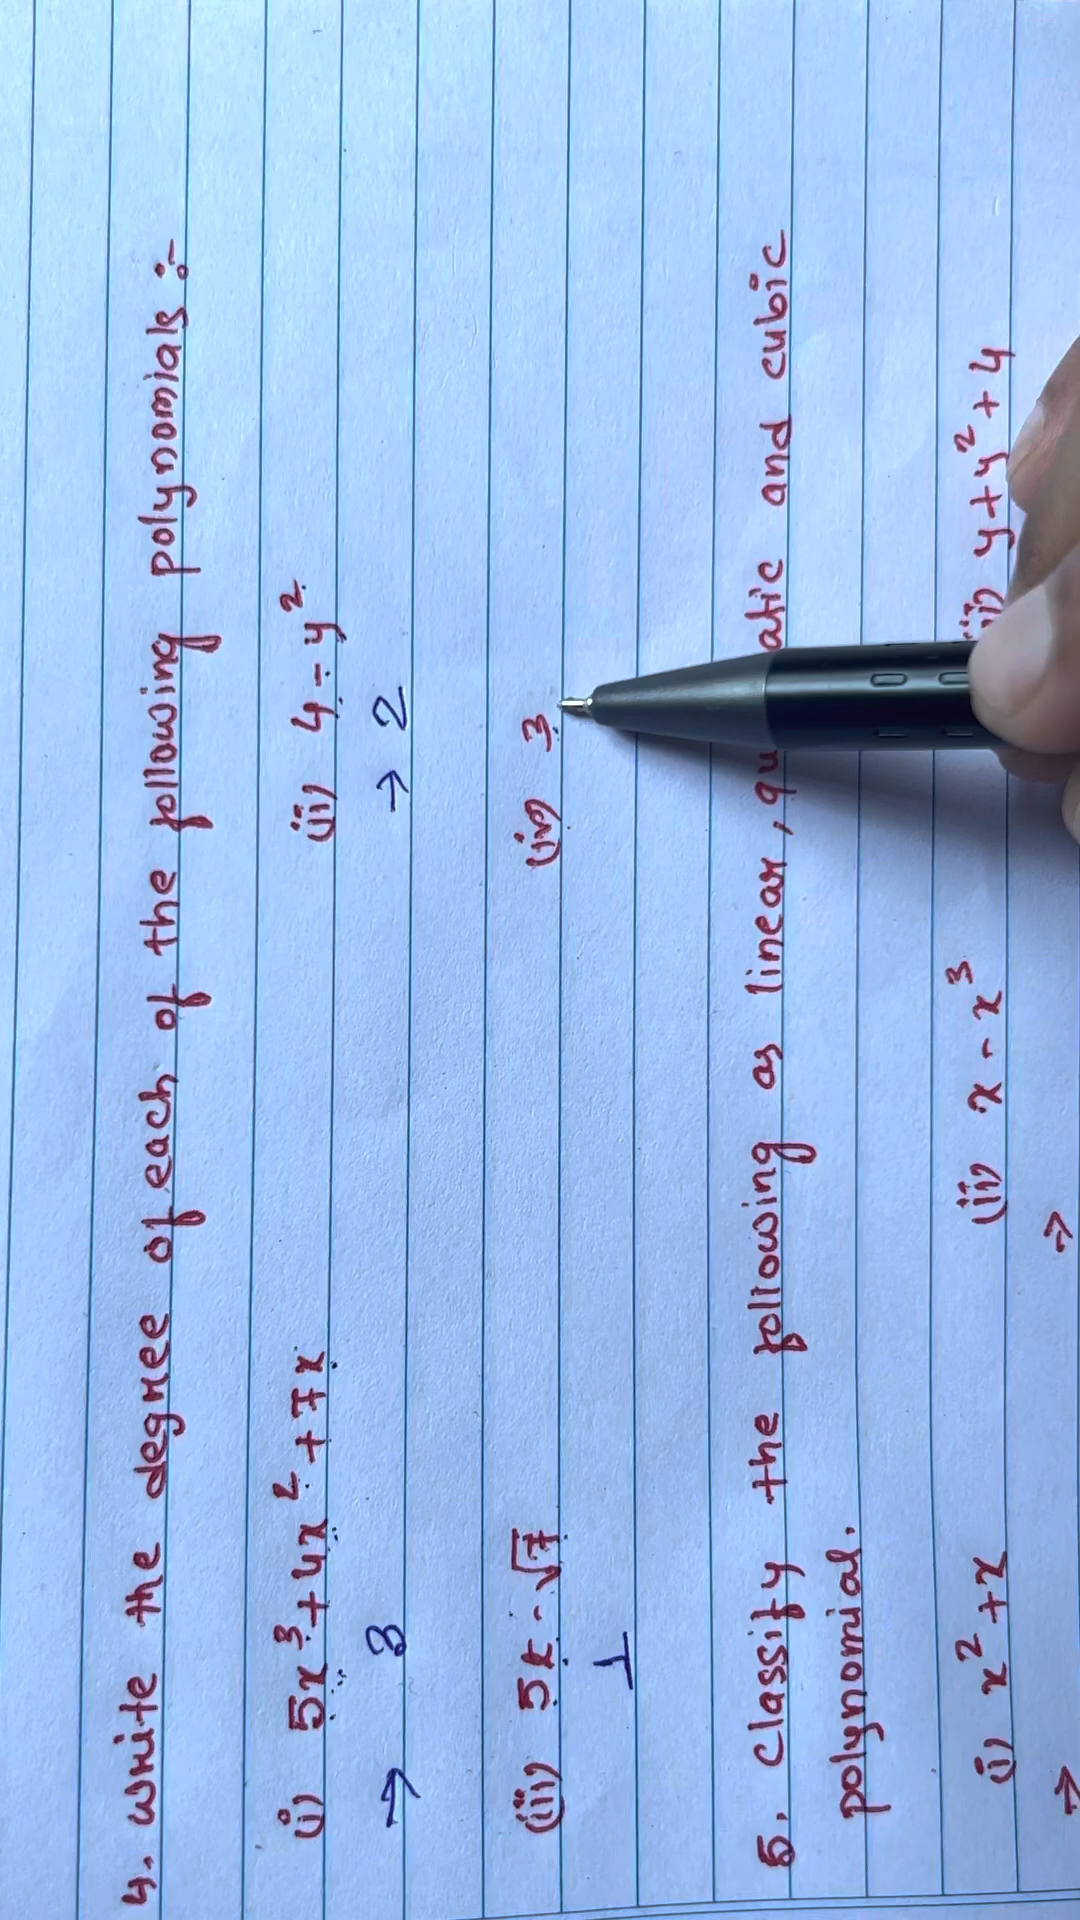 4. write the degree of each of the following polynomials :-
(i) 5x³ + 4x² + 7x (ii) 4 - y²
→ 3 → 2
(iii) 5t - √7 (iv) 3
1
5. Classify the following as linear, qu atic and cubic
polynomial.
(i) x² + x (ii) x - x³ (iii) y + y² + 4
→ →